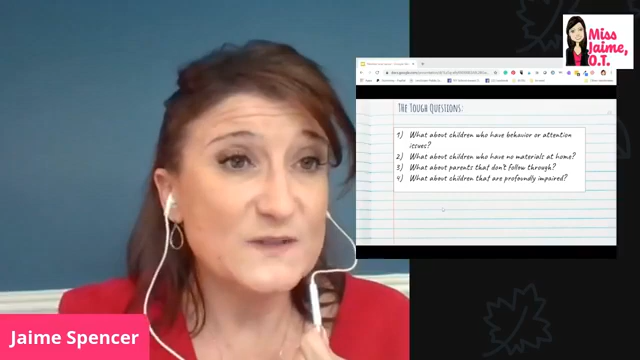 Miss
Jaime,
O.T.
THE TOUGH QUESTIONS:
1) What about children who have behavior or attention
issues?
2) What about children who have no materials at home?
3) What about parents that don't follow through?
4) What about children that are profoundly impaired?
Jaime Spencer